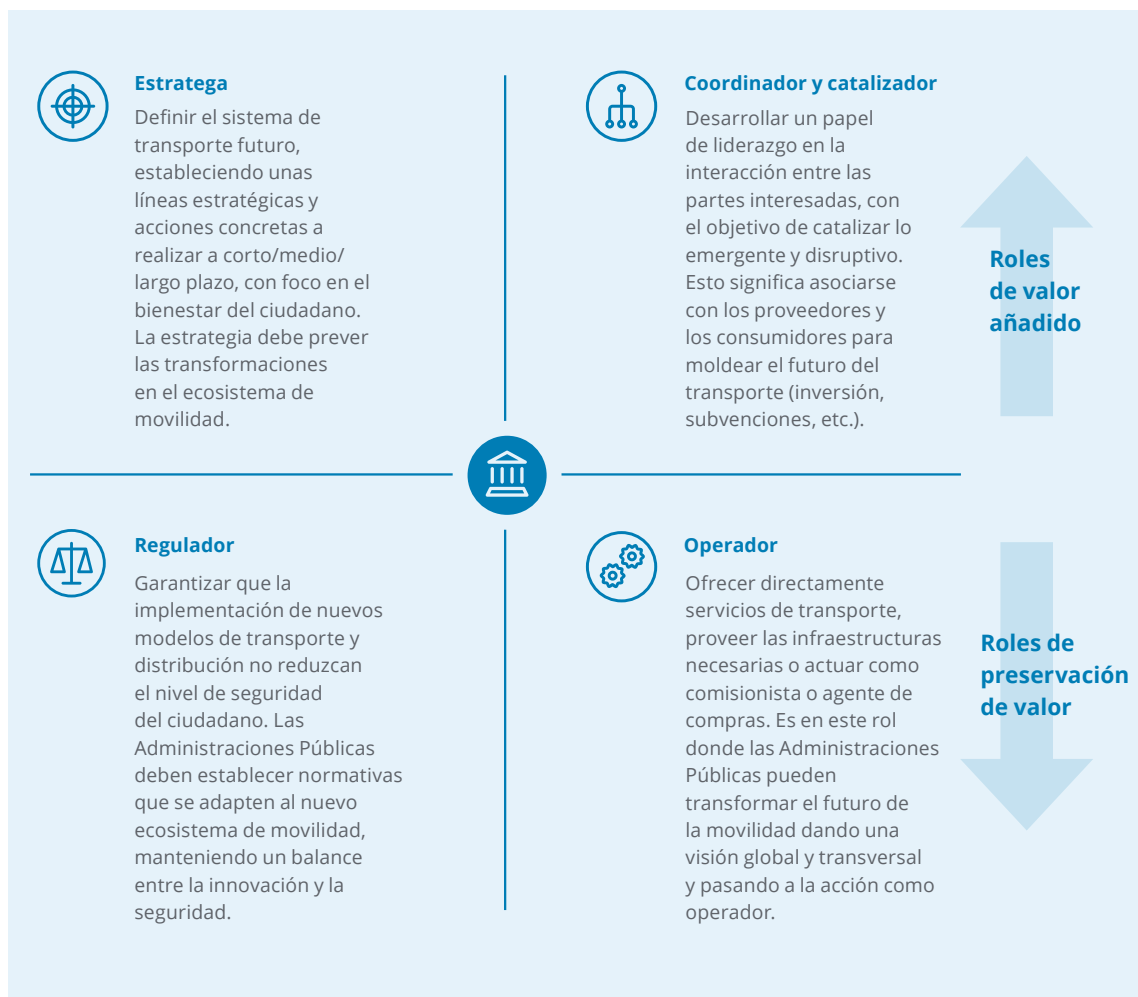 Estratega
Definir el sistema de
transporte futuro,
estableciendo unas
líneas estratégicas y
acciones concretas a
realizar a corto/medio/
largo plazo, con foco en el
bienestar del ciudadano.
La estrategia debe prever
las transformaciones
en el ecosistema de
movilidad.
Coordinador y catalizador
Desarrollar un papel
de liderazgo en la
interacción entre las
partes interesadas, con
el objetivo de catalizar lo
emergente y disruptivo.
Esto significa asociarse
con los proveedores y
los consumidores para
moldear el futuro del
transporte (inversión,
subvenciones, etc.).
Roles
de valor
añadido
Regulador
Garantizar que la
implementación de nuevos
modelos de transporte y
distribución no reduzcan
el nivel de seguridad
del ciudadano. Las
Administraciones Públicas
deben establecer normativas
que se adapten al nuevo
ecosistema de movilidad,
manteniendo un balance
entre la innovación y la
seguridad.
Operador
Ofrecer directamente
servicios de transporte,
proveer las infraestructuras
necesarias o actuar como
comisionista o agente de
compras. Es en este rol
donde las Administraciones
Públicas pueden
transformar el futuro de
la movilidad dando una
visión global y transversal
y pasando a la acción como
operador.
Roles de
preservación
de valor